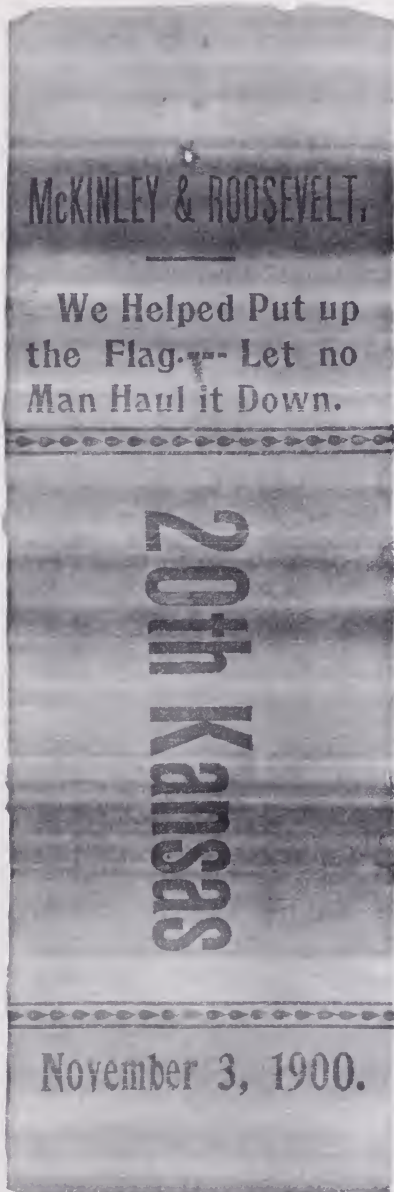 McKINLEY & ROOSEVELT.
We Helped Put up
the Flag.--- Let no
Man Haul it Down.
20th Kansas
November 3, 1900.